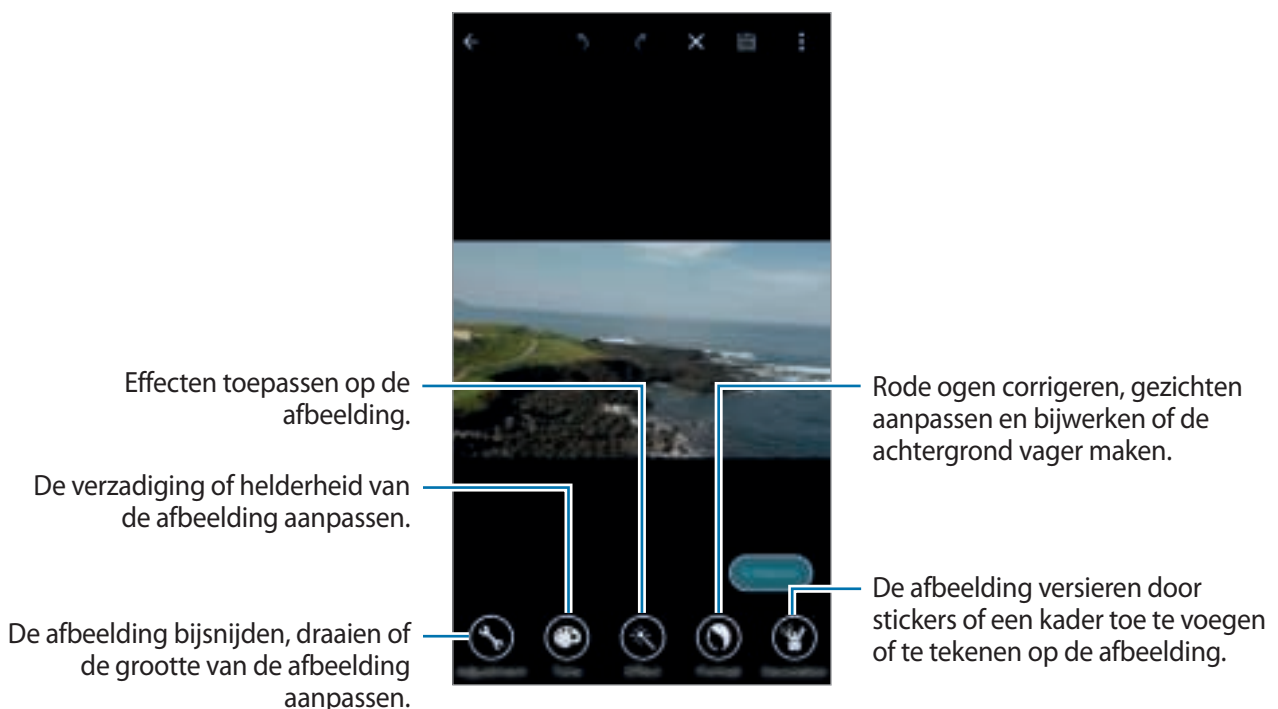 Effecten toepassen op de
afbeelding.
De verzadiging of helderheid van
de afbeelding aanpassen.
De afbeelding bijsnijden, draaien of
de grootte van de afbeelding
aanpassen.
Rode ogen corrigeren, gezichten
aanpassen en bijwerken of de
achtergrond vager maken.
De afbeelding versieren door
stickers of een kader toe te voegen
of te tekenen op de afbeelding.